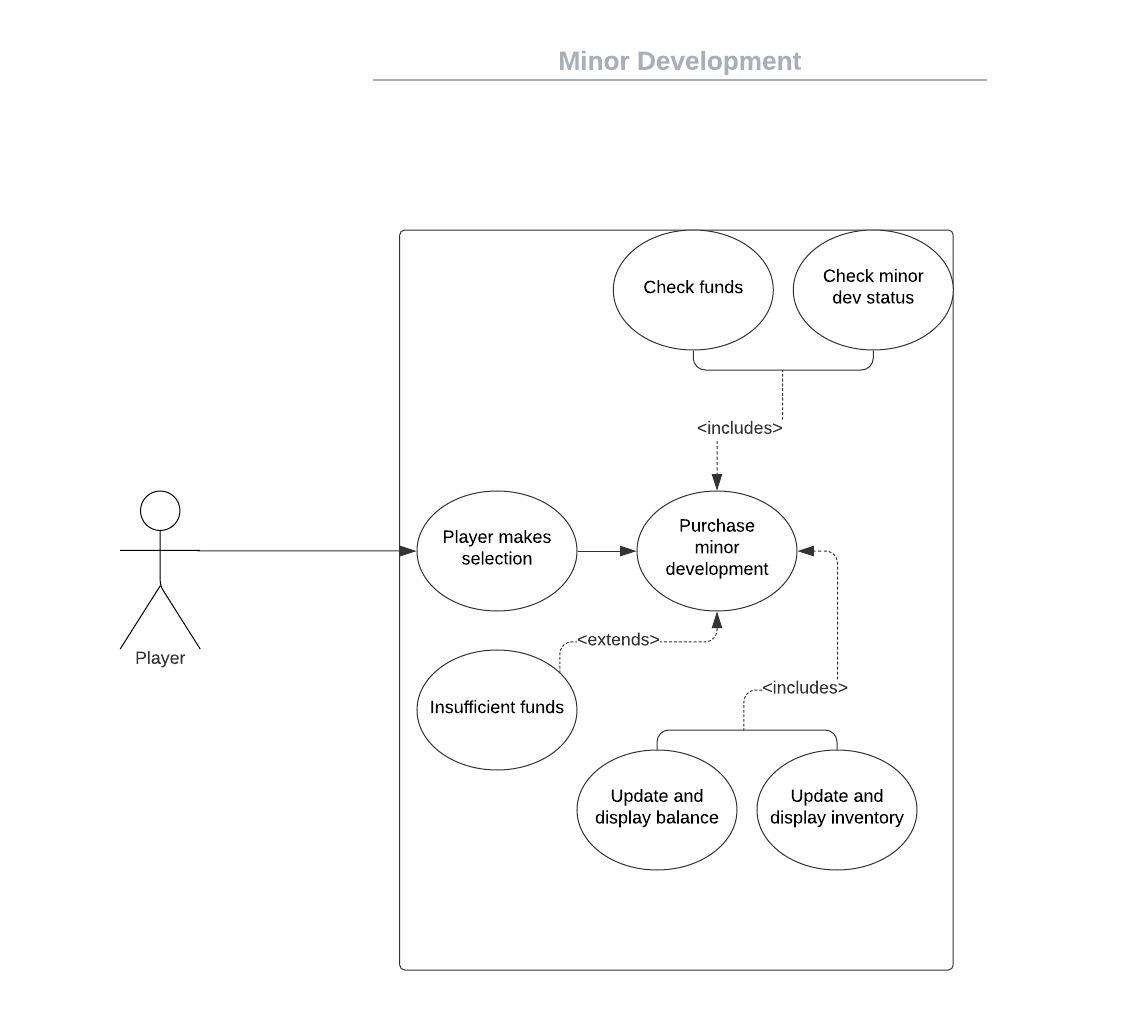 Minor Development
Check funds
Check minor
dev status
<includes>
Player makes
selection
Purchase
minor
development
<extends>
Player
Insufficient funds
<includes>
Update and
display balance
Update and
display inventory